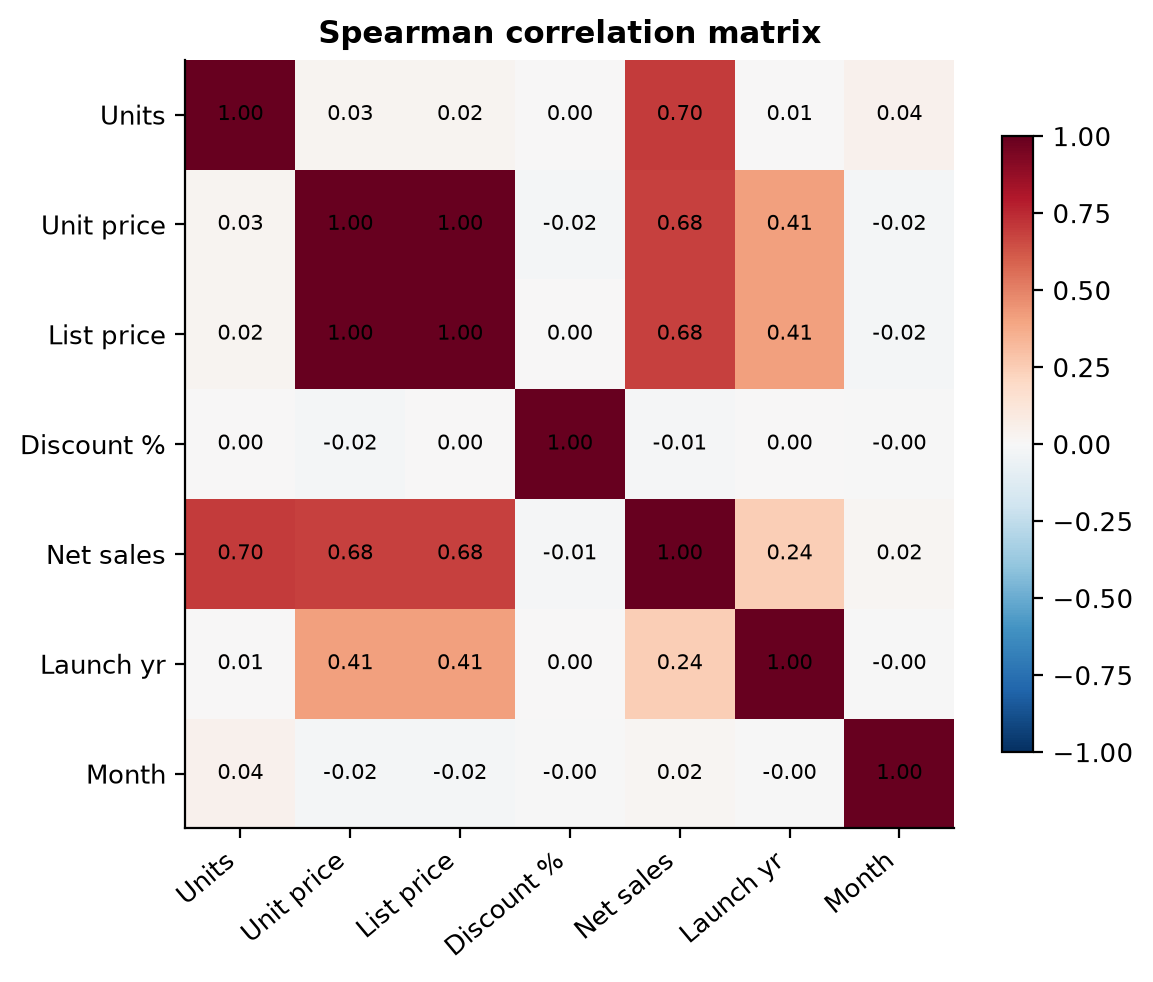 Spearman correlation matrix
Units 1.00 0.03 0.02 0.00 0.70 0.01 0.04
Unit price 0.03 1.00 1.00 -0.02 0.68 0.41 -0.02
List price 0.02 1.00 1.00 0.00 0.68 0.41 -0.02
Discount % 0.00 -0.02 0.00 1.00 -0.01 0.00 -0.00
Net sales 0.70 0.68 0.68 -0.01 1.00 0.24 0.02
Launch yr 0.01 0.41 0.41 0.00 0.24 1.00 -0.00
Month 0.04 -0.02 -0.02 -0.00 0.02 -0.00 1.00
Units Unit price List price Discount % Net sales Launch yr Month
1.00
0.75
0.50
0.25
0.00
−0.25
−0.50
−0.75
−1.00